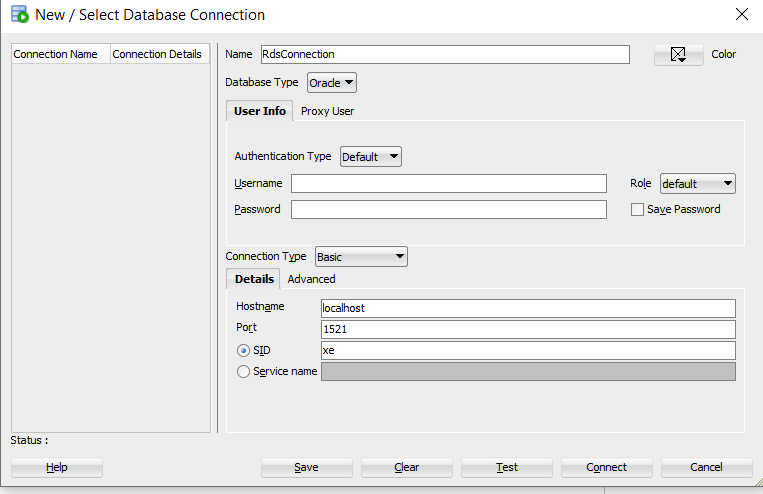 New / Select Database Connection
Connection Name Connection Details
Name RdsConnection Color
Database Type Oracle
User Info Proxy User
Authentication Type Default
Username Role default
Password Save Password
Connection Type Basic
Details Advanced
Hostname localhost
Port 1521
SID xe
Service name
Status :
Help Save Clear Test Connect Cancel